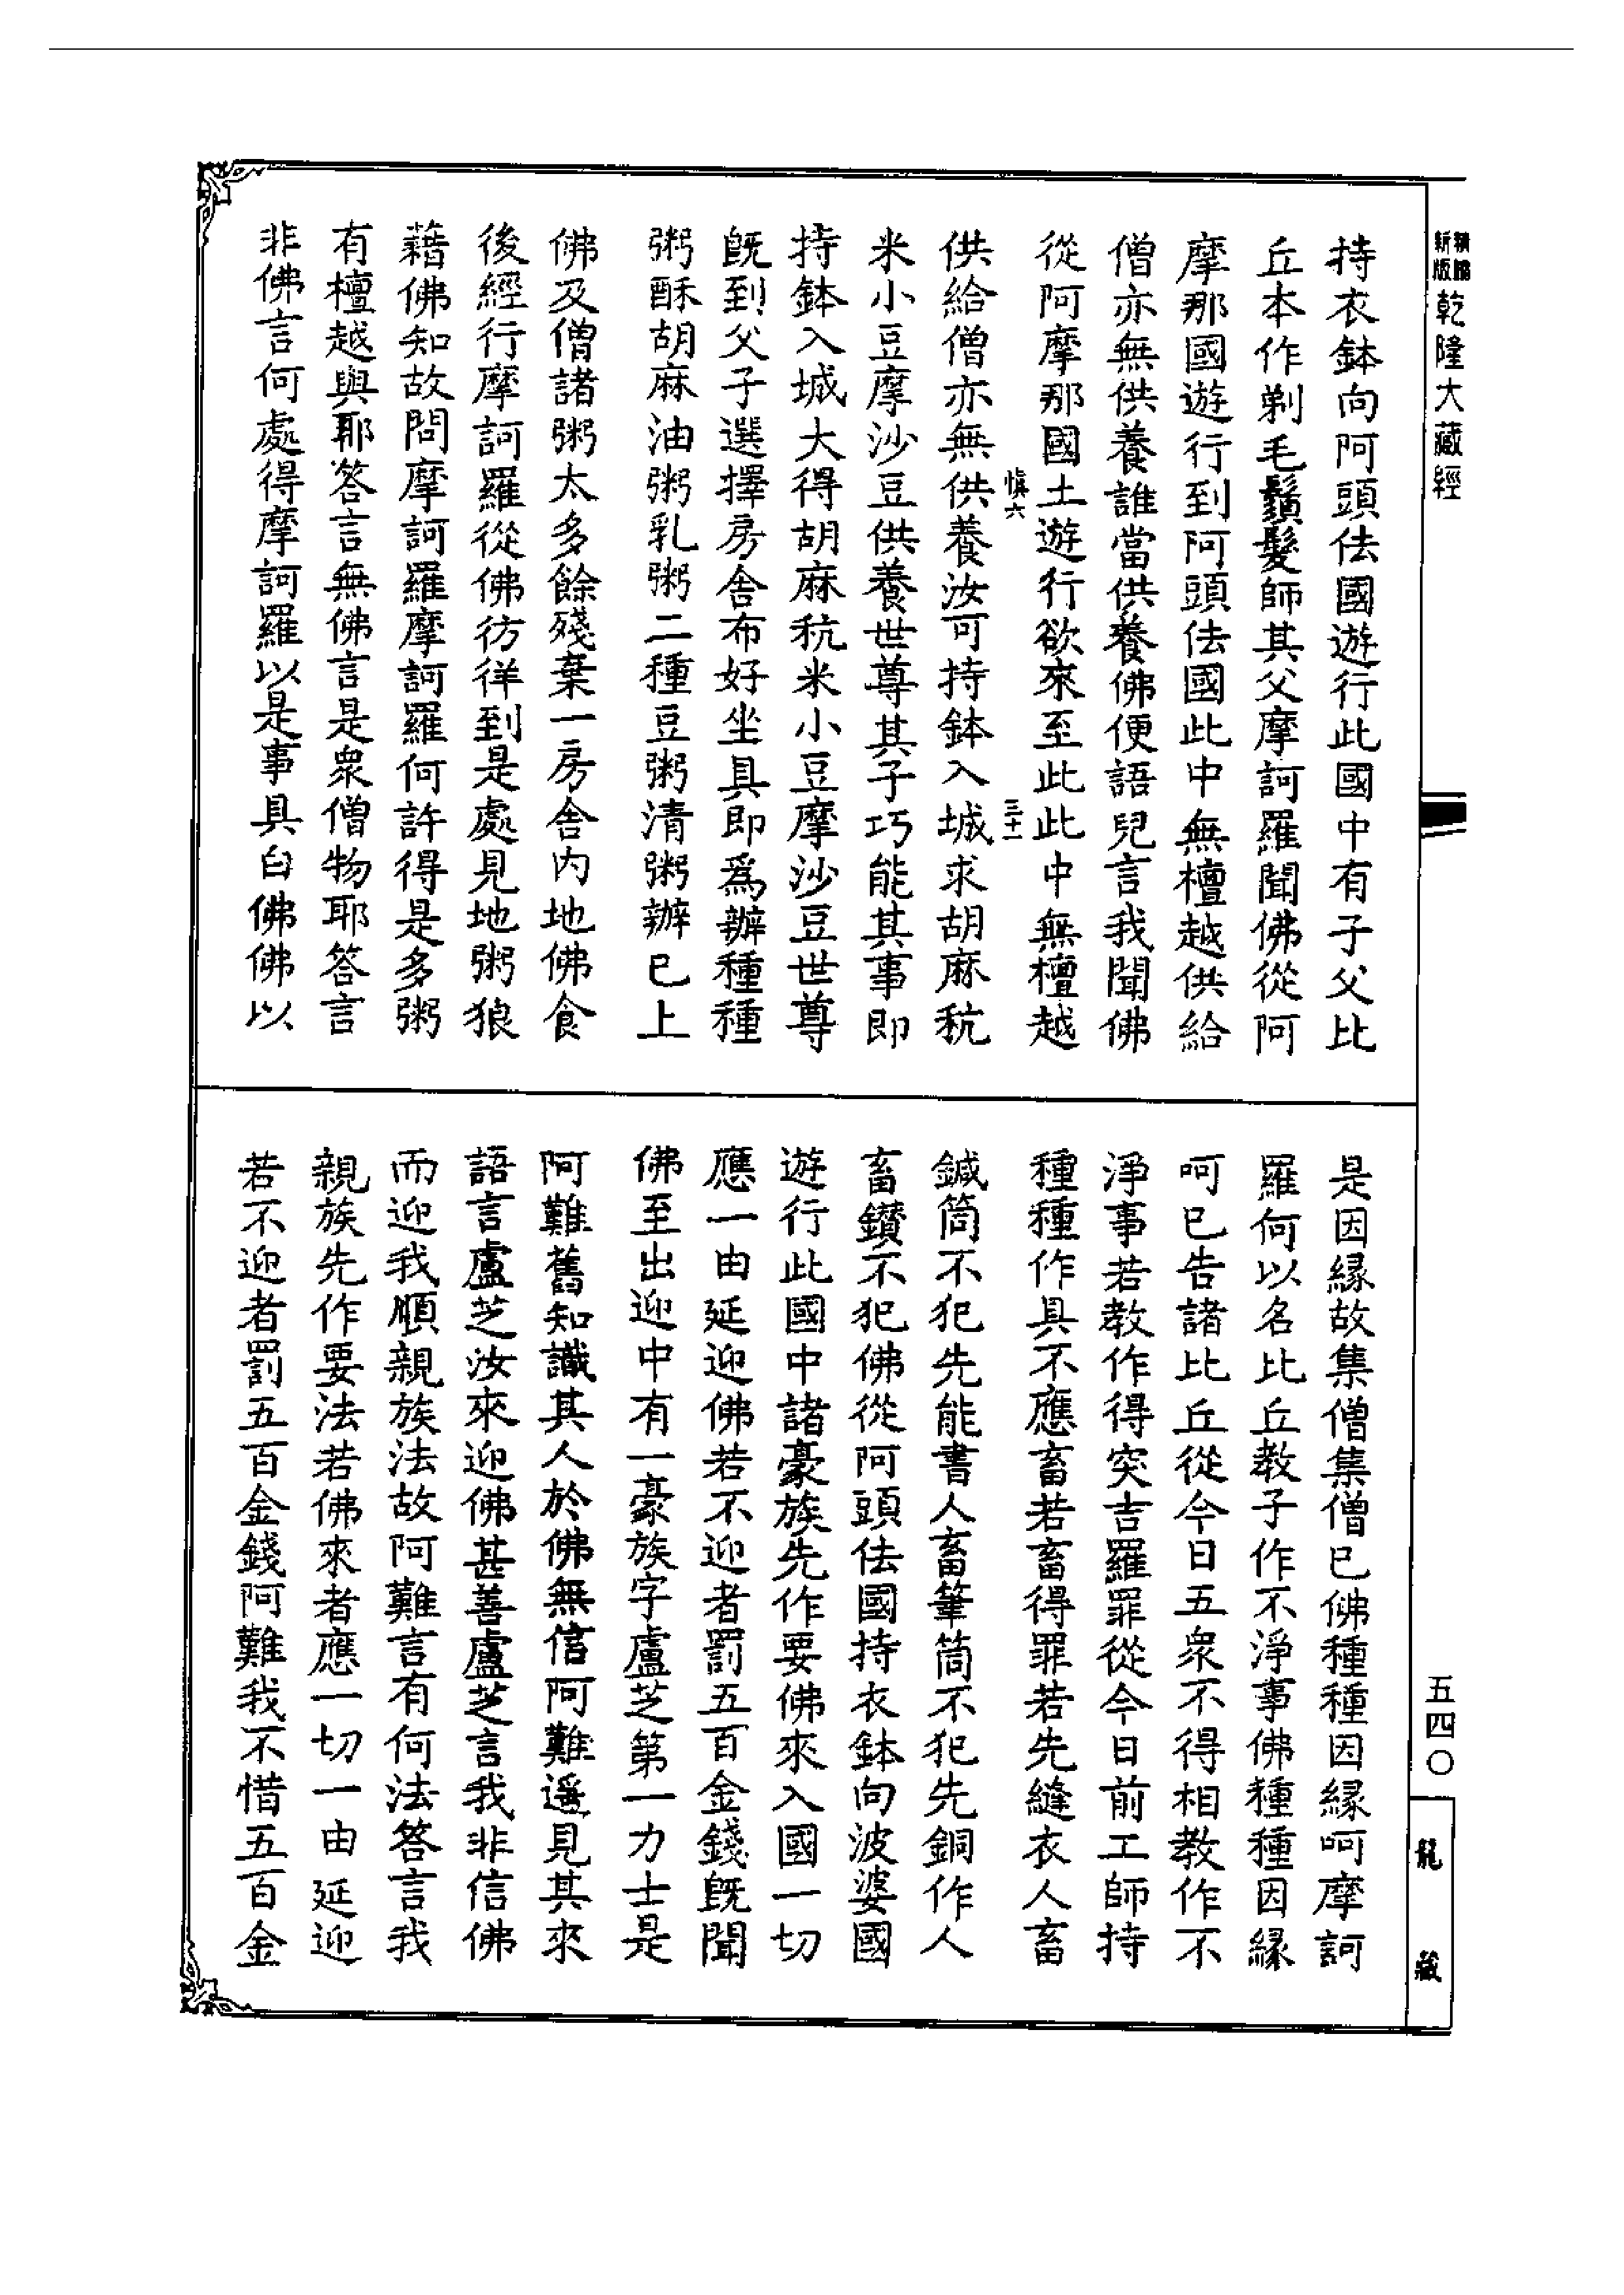 新版
乾隆大藏經
持衣鉢向阿頭佉國遊行此國中有子父比
丘本作剃毛鬚髮師其父摩訶羅聞佛從阿
摩那國遊行到阿頭佉國此中無檀越供給
僧亦無供養誰當供養佛便語兒言我聞佛
從阿摩那國土遊行欲來至此此中無檀越
慎六
三十一
供給僧亦無供養汝可持鉢入城求胡麻秔
米小豆摩沙豆供養世尊其子巧能其事即
持鉢入城大得胡麻秔米小豆摩沙豆世尊
旣到父子選擇房舍布好坐具即爲辦種種
粥酥胡麻油粥乳粥二種豆粥清粥辦已上
佛及僧諸粥太多餘殘棄一房舍內地佛食
後經行摩訶羅從佛彷徉到是處見地粥狼
藉佛知故問摩訶羅摩訶羅何許得是多粥
有檀越與耶答言無佛言是衆僧物耶答言
非佛言何處得摩訶羅以是事具白佛佛以
是因縁故集僧集僧已佛種種因縁呵摩訶
羅何以名比丘教子作不淨事佛種種因縁
呵已告諸比丘從今日五衆不得相教作不
淨事若教作得突吉羅罪從今日前工師持
種種作具不應畜若畜得罪若先縫衣人畜
鍼筒不犯先能書人畜筆筒不犯先銅作人
畜鑚不犯佛從阿頭佉國持衣鉢向波婆國
遊行此國中諸豪族先作要佛來入國一切
應一由延迎佛若不迎者罰五百金錢旣聞
佛至出迎中有一豪族字盧芝第一力士是
阿難舊知識其人於佛無信阿難遥見其來
語言盧芝汝來迎佛甚善盧芝言我非信佛
而迎我順親族法故阿難言有何法答言我
親族先作要法若佛來者應一切一由延迎
若不迎者罰五百金錢阿難我不惜五百金
五四〇
龍藏